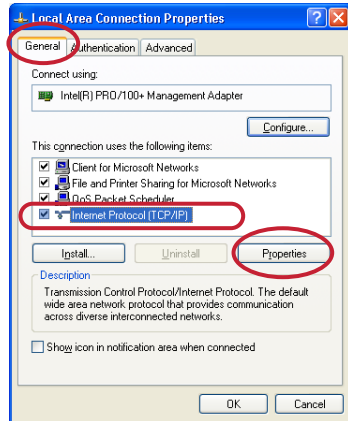 Local Area Connection Properties
General Authentication Advanced
Connect using:
Intel(R) PRO/100+ Management Adapter
Configure...
This connection uses the following items:
Client for Microsoft Networks
File and Printer Sharing for Microsoft Networks
QoS Packet Scheduler
Internet Protocol (TCP/IP)
Install... Uninstall Properties
Description
Transmission Control Protocol/Internet Protocol. The default
wide area network protocol that provides communication
across diverse interconnected networks.
Show icon in notification area when connected
OK Cancel